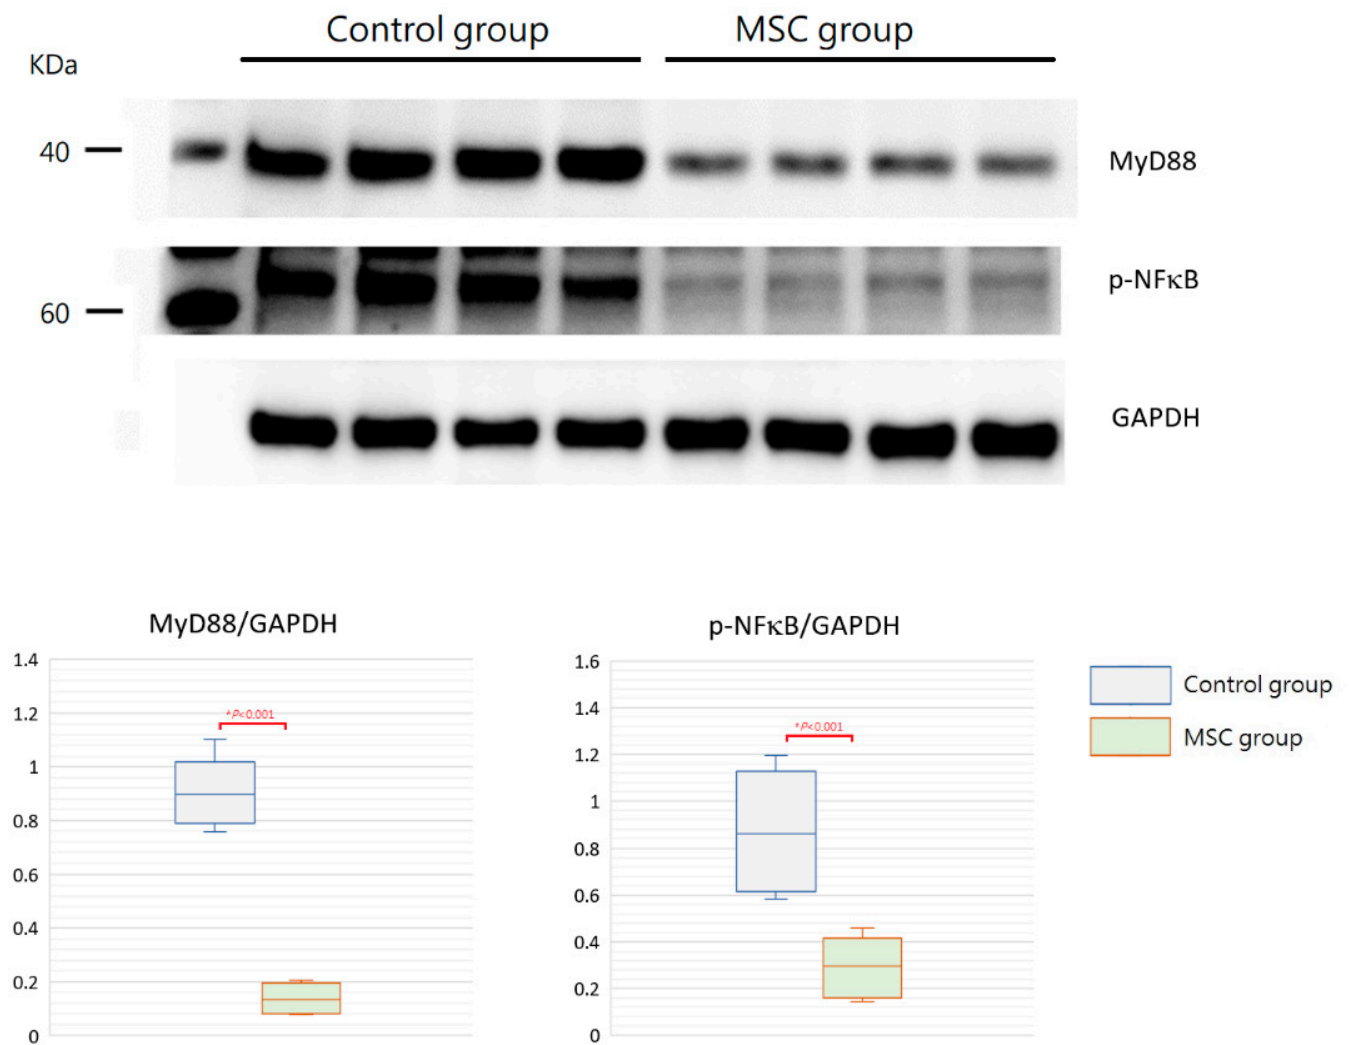 Control group
MSC group
KDa
40
MyD88
p-NFκB
60
GAPDH
MyD88/GAPDH
1.4
1.2
1
0.8
0.6
0.4
0.2
0
*P<0.001
p-NFκB/GAPDH
1.6
1.4
1.2
1
0.8
0.6
0.4
0.2
0
*P<0.001
Control group
MSC group